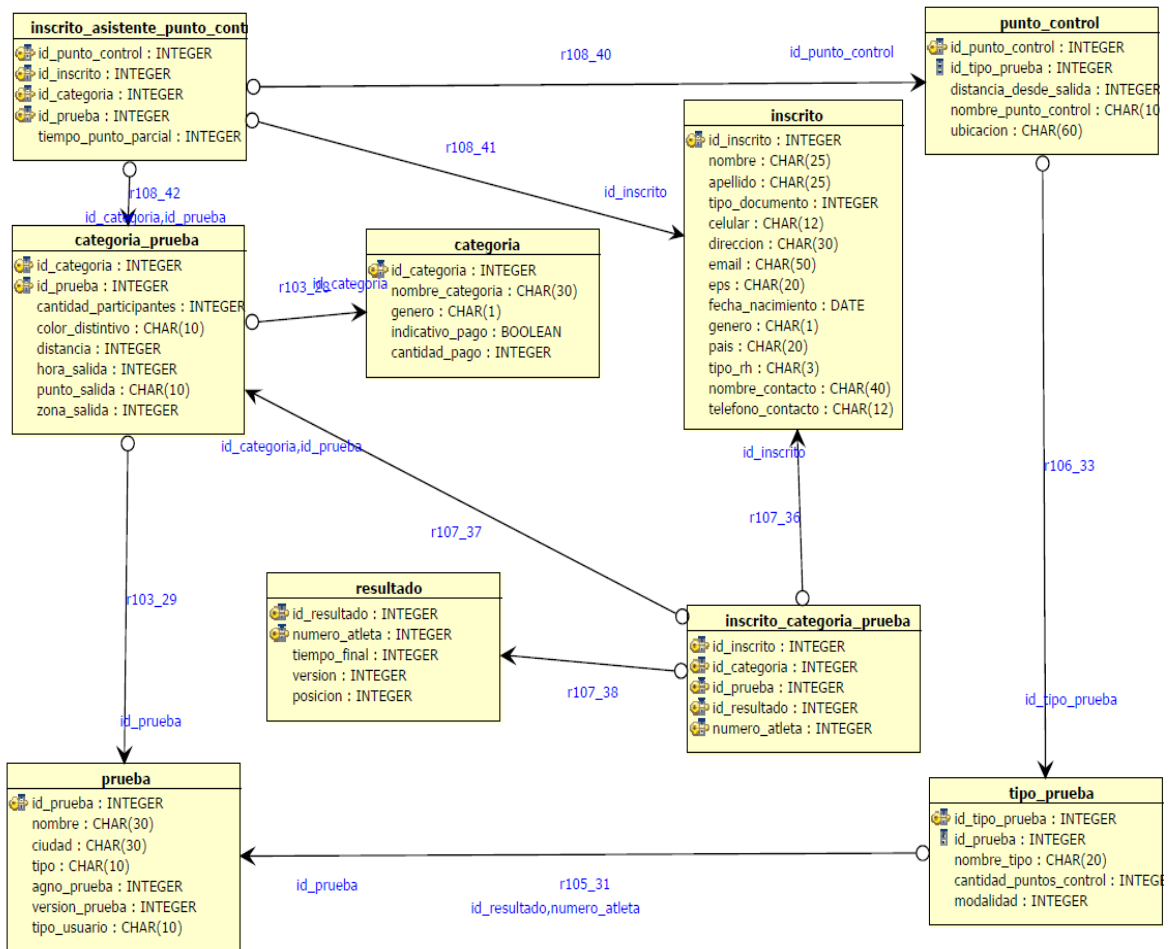 inscrito_asistente_punto_cont
id_punto_control : INTEGER
id_inscrito : INTEGER
id_categoria : INTEGER
id_prueba : INTEGER
tiempo_punto_parcial : INTEGER
r108_40
id_punto_control
punto_control
id_punto_control : INTEGER
id_tipo_prueba : INTEGER
distancia_desde_salida : INTEGER
nombre_punto_control : CHAR(10
ubicacion : CHAR(60)
r108_41
id_inscrito
r108_42
id_categoria,id_prueba
inscrito
id_inscrito : INTEGER
nombre : CHAR(25)
apellido : CHAR(25)
tipo_documento : INTEGER
celular : CHAR(12)
direccion : CHAR(30)
email : CHAR(50)
eps : CHAR(20)
fecha_nacimiento : DATE
genero : CHAR(1)
pais : CHAR(20)
tipo_rh : CHAR(3)
nombre_contacto : CHAR(40)
telefono_contacto : CHAR(12)
categoria_prueba
id_categoria : INTEGER
id_prueba : INTEGER
cantidad_participantes : INTEGER
color_distintivo : CHAR(10)
distancia : INTEGER
hora_salida : INTEGER
punto_salida : CHAR(10)
zona_salida : INTEGER
r103_28
id_categoria
categoria
id_categoria : INTEGER
nombre_categoria : CHAR(30)
genero : CHAR(1)
indicativo_pago : BOOLEAN
cantidad_pago : INTEGER
id_categoria,id_prueba
id_inscrito
r106_33
r107_37
r107_36
r103_29
resultado
id_resultado : INTEGER
numero_atleta : INTEGER
tiempo_final : INTEGER
version : INTEGER
posicion : INTEGER
r107_38
inscrito_categoria_prueba
id_inscrito : INTEGER
id_categoria : INTEGER
id_prueba : INTEGER
id_resultado : INTEGER
numero_atleta : INTEGER
id_prueba
id_tipo_prueba
prueba
id_prueba : INTEGER
nombre : CHAR(30)
ciudad : CHAR(30)
tipo : CHAR(10)
agno_prueba : INTEGER
version_prueba : INTEGER
tipo_usuario : CHAR(10)
id_prueba
r105_31
id_resultado,numero_atleta
tipo_prueba
id_tipo_prueba : INTEGER
id_prueba : INTEGER
nombre_tipo : CHAR(20)
cantidad_puntos_control : INTEGE
modalidad : INTEGER